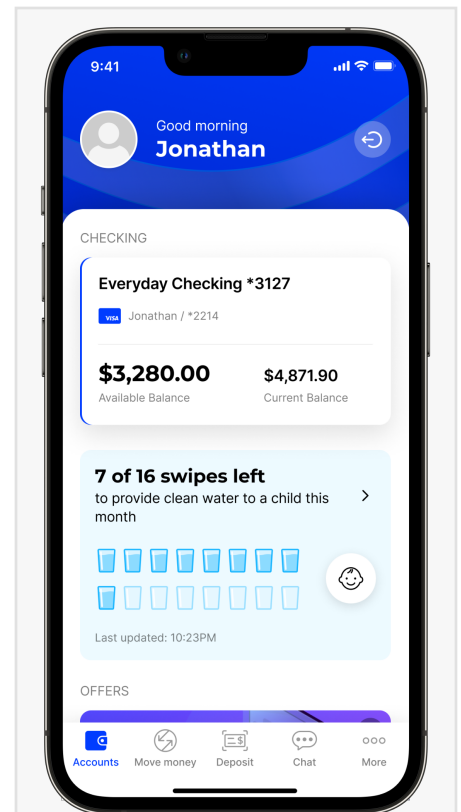 9:41
Good morning
Jonathan
CHECKING
Everyday Checking *3127
VISA Jonathan / *2214
$3,280.00 $4,871.90
Available Balance Current Balance
7 of 16 swipes left
to provide clean water to a child this
month
Last updated: 10:23PM
OFFERS
Accounts Move money Deposit Chat More